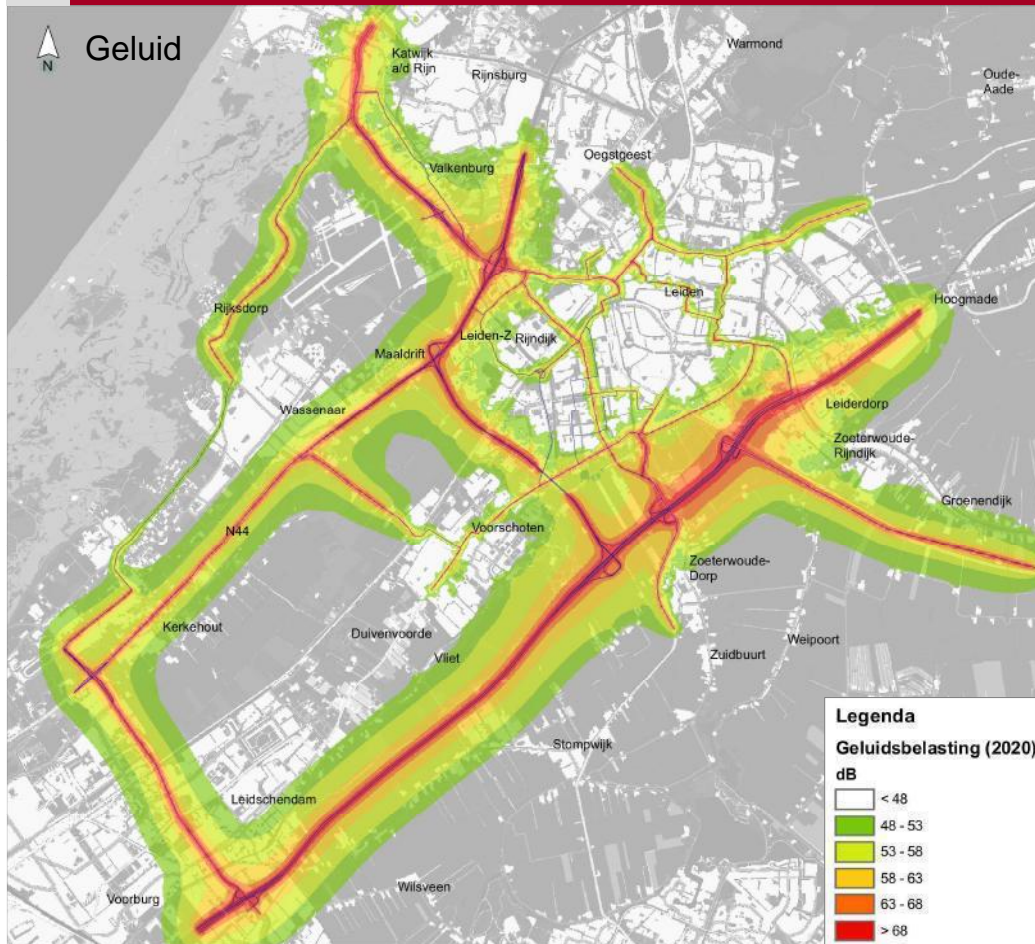 Geluid
N
Katwijk
a/d Rijn
Rijnsburg
Warmond
Oude-
Aade
Valkenburg
Oegstgeest
Rijksdorp
Leiden
Hoogmade
Leiden-Z
Rijndijk
Maaldrift
Wassenaar
Leiderdorp
Zoeterwoude-
Rijndijk
Groenendijk
N44
Voorschoten
Zoeterwoude-
Dorp
Kerkehout
Duivenvoorde
Vliet
Weipoort
Zuidbuurt
Stompwijk
Leidschendam
Voorburg
Wilsveen
Legenda
Geluidsbelasting (2020)
dB
< 48
48 - 53
53 - 58
58 - 63
63 - 68
> 68